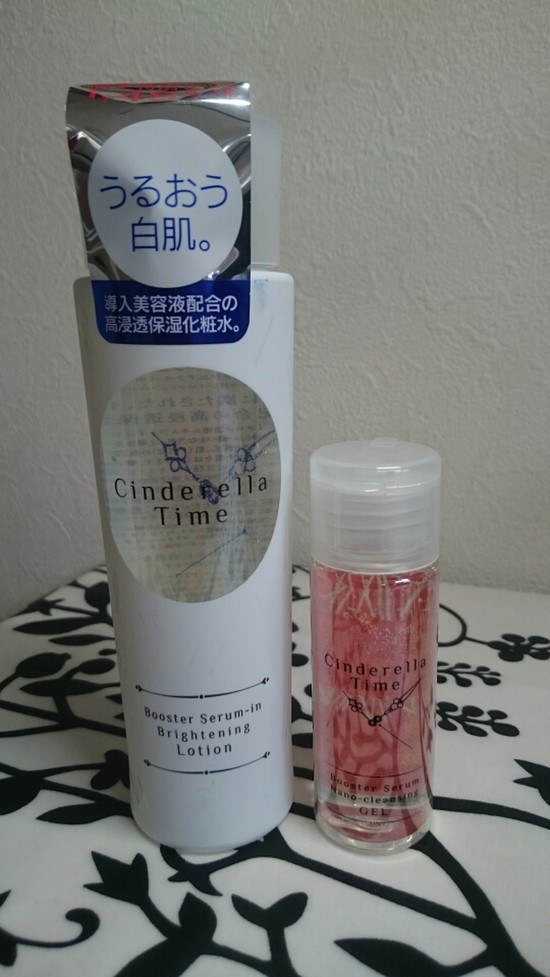 うるおう
白肌。
導入美容液配合の
高浸透保湿化粧水。
Cinderella
Time
Booster Serum-in
Brightening
Lotion
Cinderella
Time
Booster Serum
Nano-cleansing
GEL